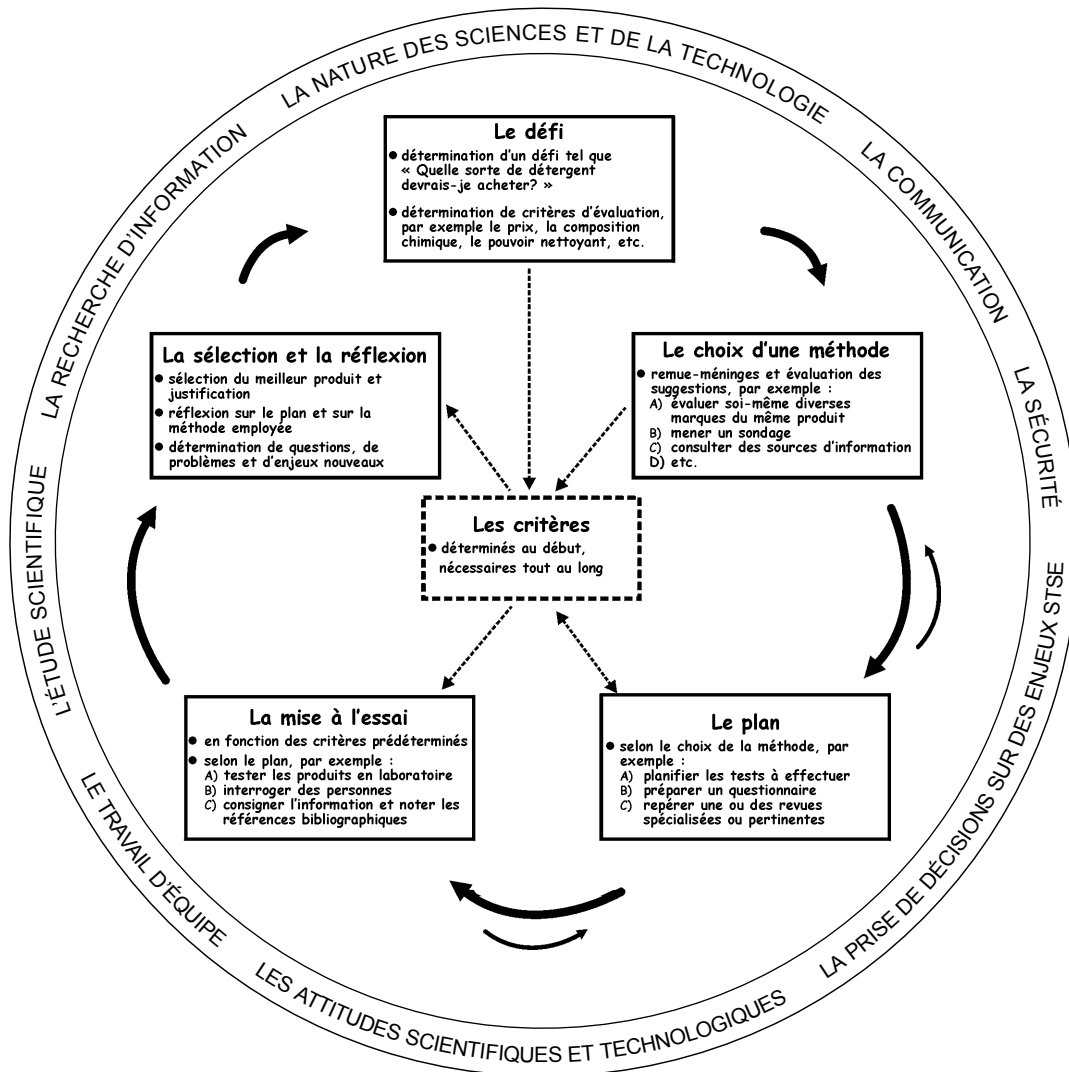 LA NATURE DES SCIENCES ET DE LA TECHNOLOGIE
LA COMMUNICATION
LA SÉCURITÉ
LA PRISE DE DÉCISIONS SUR DES ENJEUX STSE
LES ATTITUDES SCIENTIFIQUES ET TECHNOLOGIQUES
LE TRAVAIL D'ÉQUIPE
L'ÉTUDE SCIENTIFIQUE
LA RECHERCHE D'INFORMATION
Le défi
● détermination d'un défi tel que
« Quelle sorte de détergent
devrais-je acheter? »
● détermination de critères d'évaluation,
par exemple le prix, la composition
chimique, le pouvoir nettoyant, etc.
Le choix d'une méthode
● remue-méninges et évaluation des
suggestions, par exemple :
A) évaluer soi-même diverses
marques du même produit
B) mener un sondage
C) consulter des sources d'information
D) etc.
Le plan
● selon le choix de la méthode, par
exemple :
A) planifier les tests à effectuer
B) préparer un questionnaire
C) repérer une ou des revues
spécialisées ou pertinentes
La mise à l'essai
● en fonction des critères prédéterminés
● selon le plan, par exemple :
A) tester les produits en laboratoire
B) interroger des personnes
C) consigner l'information et noter les
références bibliographiques
La sélection et la réflexion
● sélection du meilleur produit et
justification
● réflexion sur le plan et sur la
méthode employée
● détermination de questions, de
problèmes et d'enjeux nouveaux
Les critères
● déterminés au début,
nécessaires tout au long